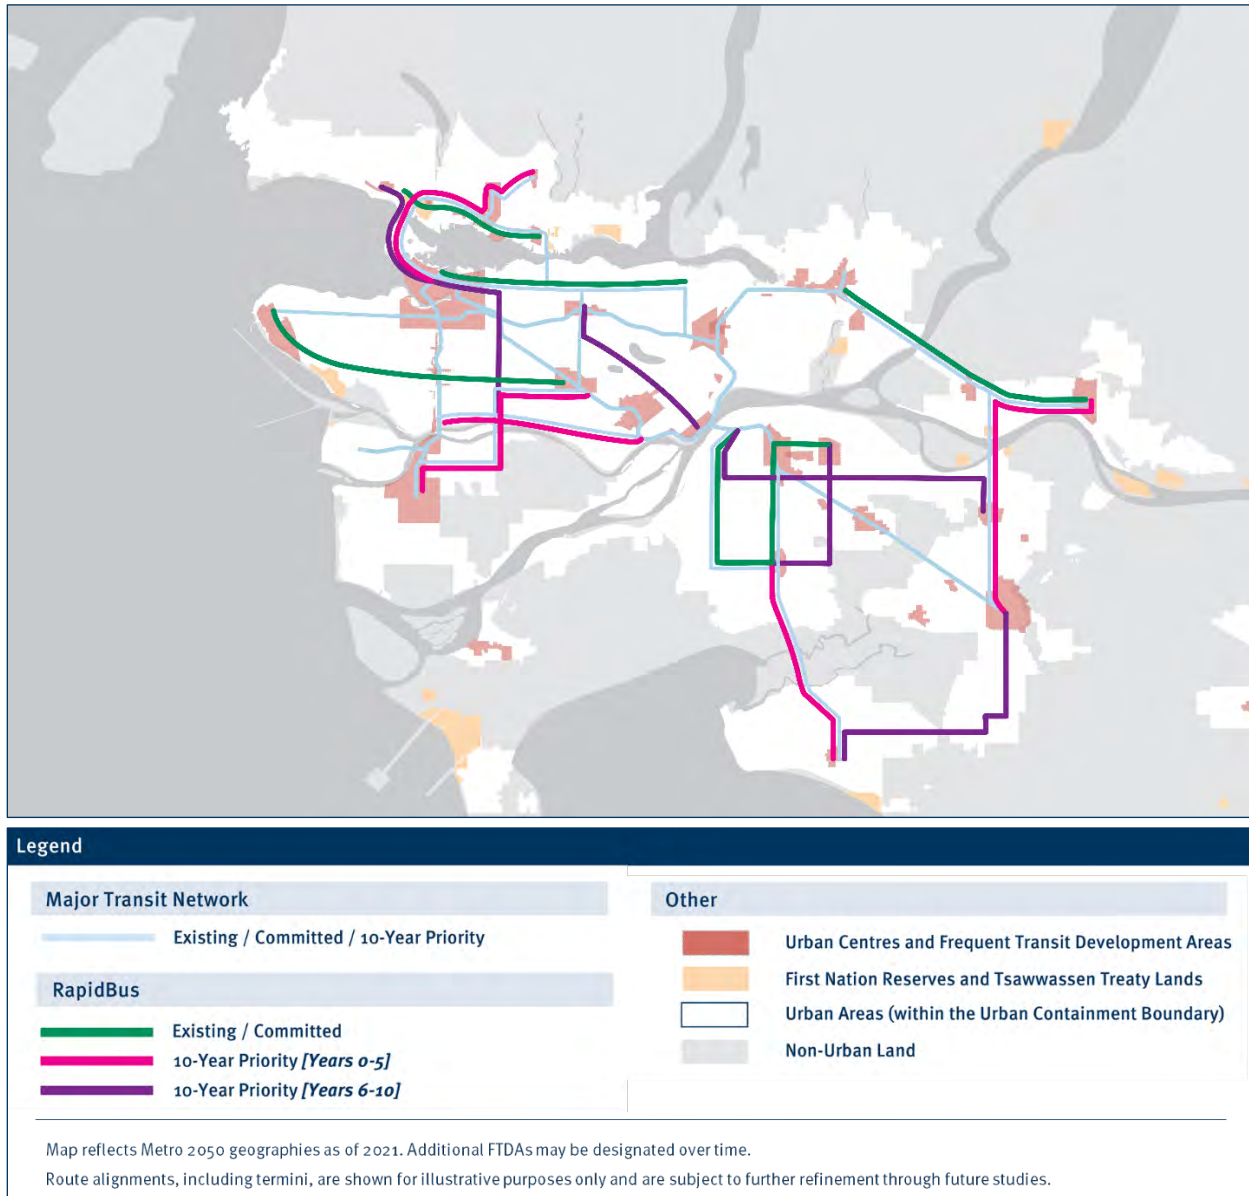 Legend
Major Transit Network
Existing / Committed / 10-Year Priority
RapidBus
Existing / Committed
10-Year Priority [Years 0-5]
10-Year Priority [Years 6-10]
Other
Urban Centres and Frequent Transit Development Areas
First Nation Reserves and Tsawwassen Treaty Lands
Urban Areas (within the Urban Containment Boundary)
Non-Urban Land
Map reflects Metro 2050 geographies as of 2021. Additional FTDAs may be designated over time.
Route alignments, including termini, are shown for illustrative purposes only and are subject to further refinement through future studies.